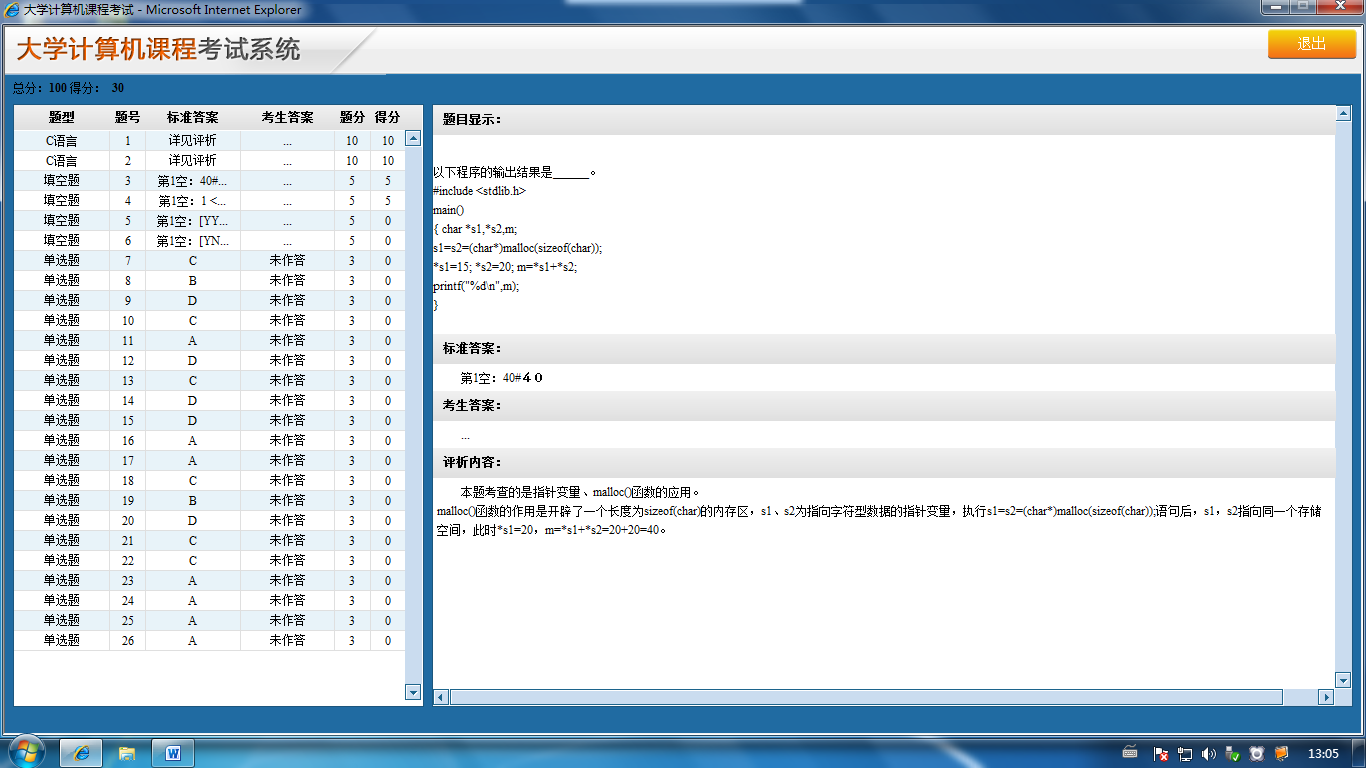 大学计算机课程考试 - Microsoft Internet Explorer
大学计算机课程考试系统
退出
总分：100 得分： 30
题型 题号 标准答案 考生答案 题分 得分
C语言 1 详见评析 ... 10 10
C语言 2 详见评析 ... 10 10
填空题 3 第1空：40#... ... 5 5
填空题 4 第1空：1 <... ... 5 5
填空题 5 第1空：[YY... ... 5 0
填空题 6 第1空：[YN... ... 5 0
单选题 7 C 未作答 3 0
单选题 8 B 未作答 3 0
单选题 9 D 未作答 3 0
单选题 10 C 未作答 3 0
单选题 11 A 未作答 3 0
单选题 12 D 未作答 3 0
单选题 13 C 未作答 3 0
单选题 14 D 未作答 3 0
单选题 15 D 未作答 3 0
单选题 16 A 未作答 3 0
单选题 17 A 未作答 3 0
单选题 18 C 未作答 3 0
单选题 19 B 未作答 3 0
单选题 20 D 未作答 3 0
单选题 21 C 未作答 3 0
单选题 22 C 未作答 3 0
单选题 23 A 未作答 3 0
单选题 24 A 未作答 3 0
单选题 25 A 未作答 3 0
单选题 26 A 未作答 3 0
题目显示：
以下程序的输出结果是______。
#include <stdlib.h>
main()
{ char *s1,*s2,m;
s1=s2=(char*)malloc(sizeof(char));
*s1=15; *s2=20; m=*s1+*s2;
printf("%d\n",m);
}
标准答案：
第1空：40#４０
考生答案：
...
评析内容：
本题考查的是指针变量、malloc()函数的应用。
malloc()函数的作用是开辟了一个长度为sizeof(char)的内存区，s1、s2为指向字符型数据的指针变量，执行s1=s2=(char*)malloc(sizeof(char));语句后，s1，s2指向同一个存储
空间，此时*s1=20，m=*s1+*s2=20+20=40。
13:05